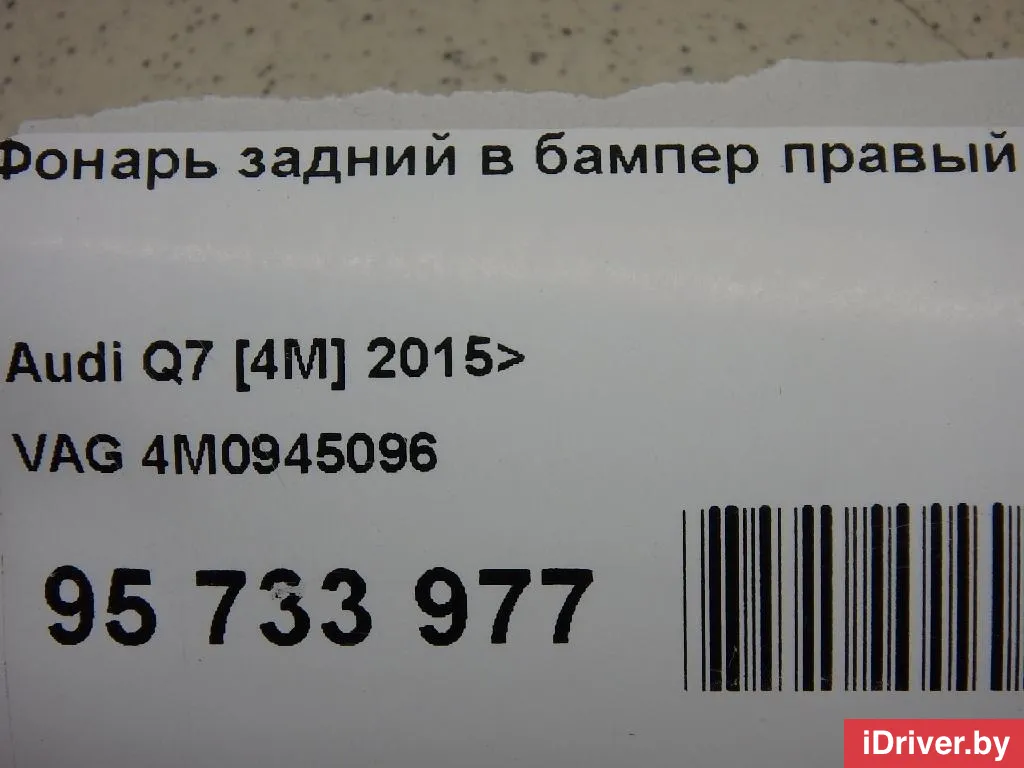 Фонарь задний в бампер правый
Audi Q7 [4M] 2015>
VAG 4M0945096
95 733 977
iDriver.by